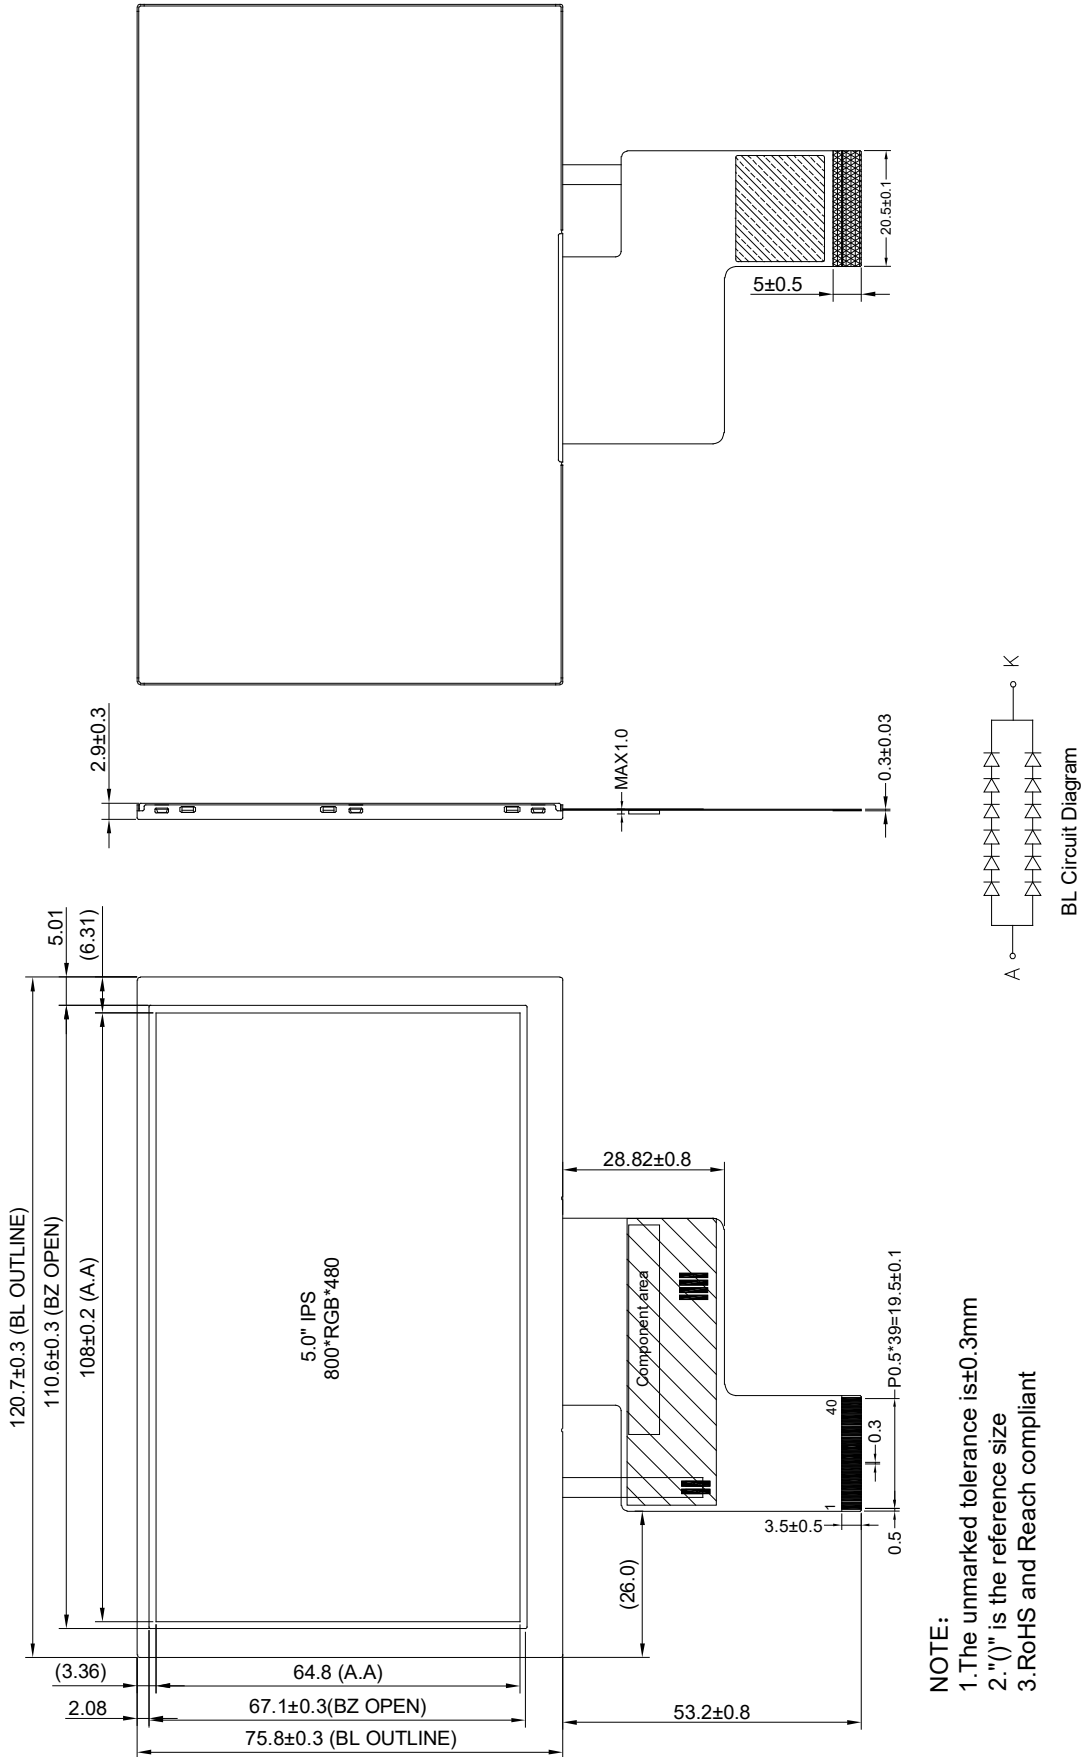 20.5±0.1
5±0.5
2.9±0.3
MAX1.0
0.3±0.03
K
A
BL Circuit Diagram
5.01
(6.31)
120.7±0.3 (BL OUTLINE)
110.6±0.3 (BZ OPEN)
108±0.2 (A.A)
5.0" IPS
800*RGB*480
28.82±0.8
Component area
P0.5*39=19.5±0.1
40
0.3
1
3.5±0.5
0.5
(26.0)
(3.36)
64.8 (A.A)
2.08
67.1±0.3(BZ OPEN)
75.8±0.3 (BL OUTLINE)
53.2±0.8
NOTE:
1.The unmarked tolerance is±0.3mm
2."()" is the reference size
3.RoHS and Reach compliant